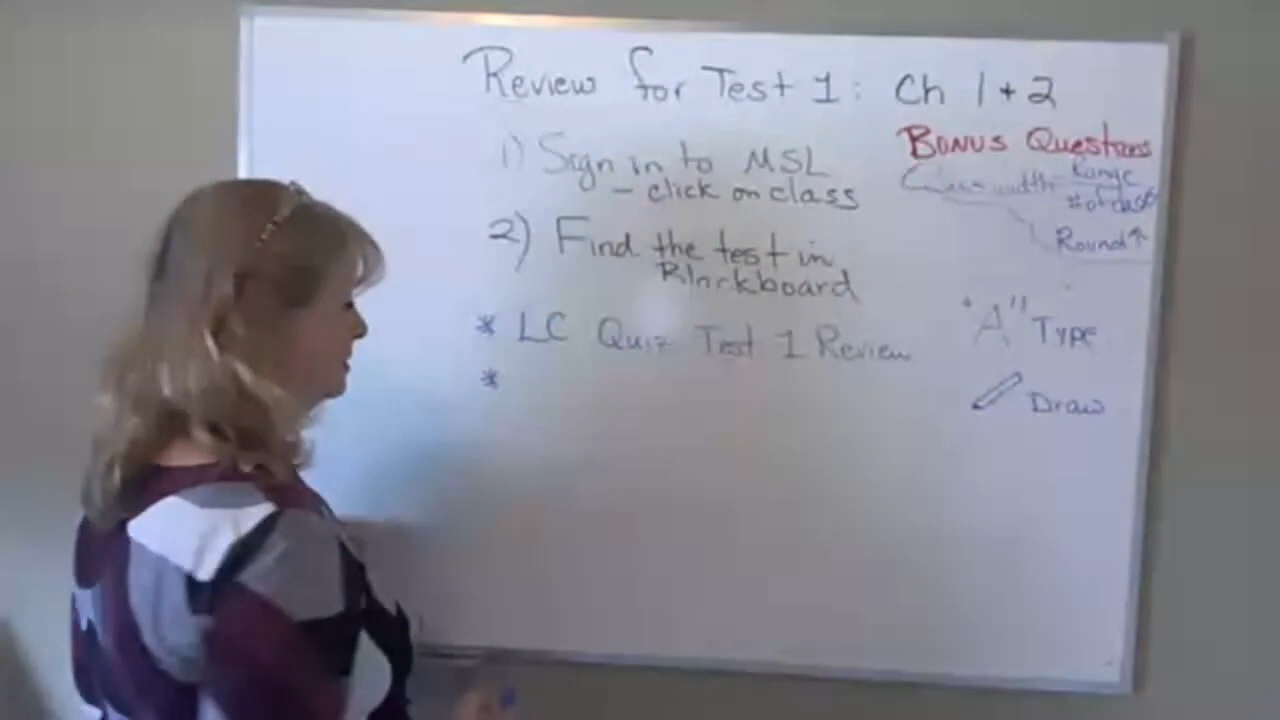 Review for Test 1: Ch 1 + 2
1) Sign in to MSL
- click on class
2) Find the test in
Blackboard
* LC Quiz Test 1 Review
*
BONUS Questions
Class width Range
# of class
Round↑
"A" Type
Draw